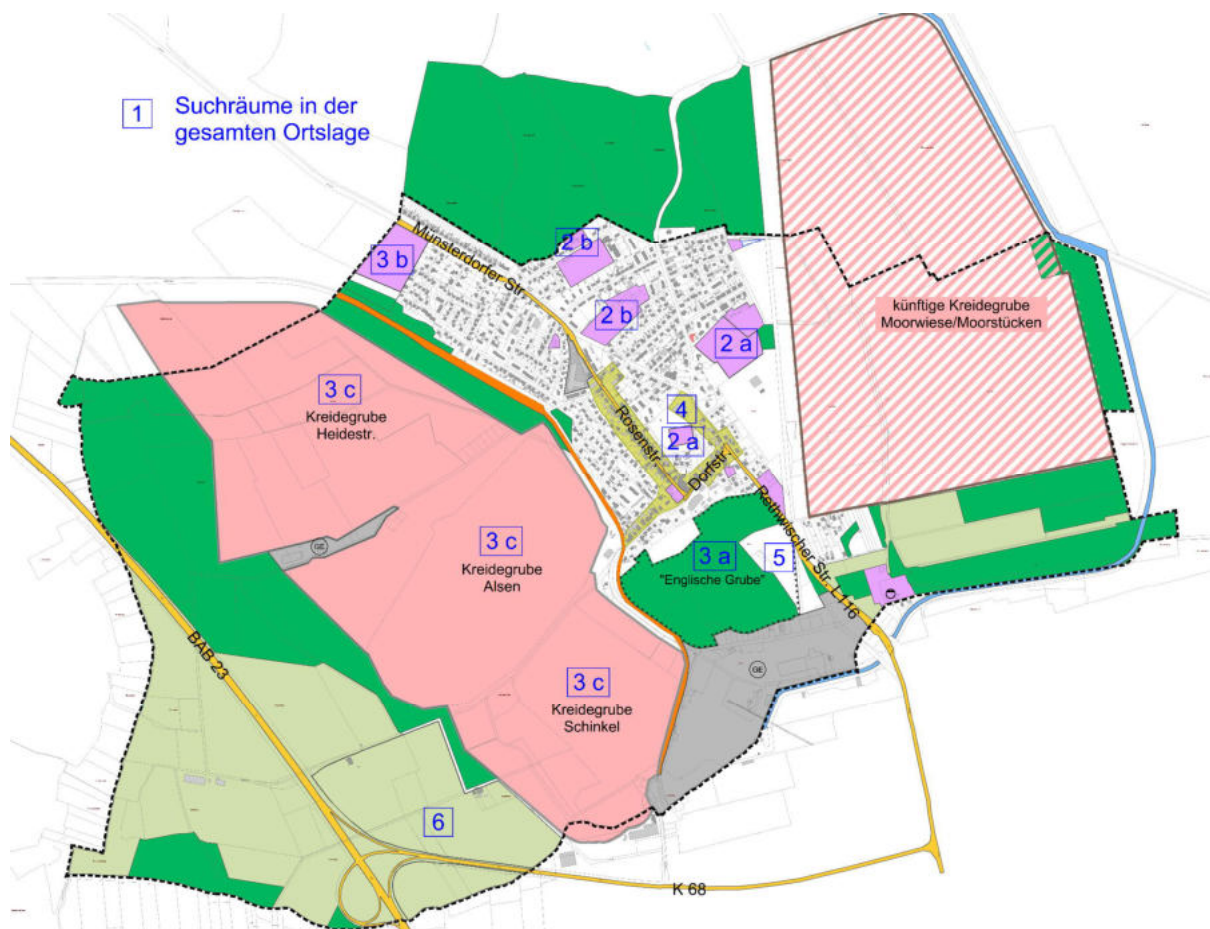 1 Suchräume in der
gesamten Ortslage
Munsterdorfer Str.
3 b
2 b
2 b
2 a
künftige Kreidegrube
Moorwiese/Moorstücken
3 c
Kreidegrube
Heidestr.
4
2 a
Rosenstr.
Dorfstr.
Rethwischer Str. L116
3 c
Kreidegrube
Alsen
GE
3 a
"Englische Grube"
5
BAB 23
3 c
Kreidegrube
Schinkel
GE
6
K 68